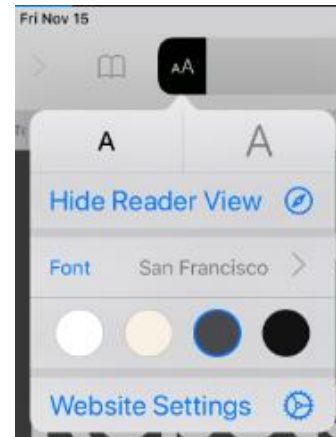 Fri Nov 15
AA
A A
Hide Reader View
Font San Francisco >
Website Settings